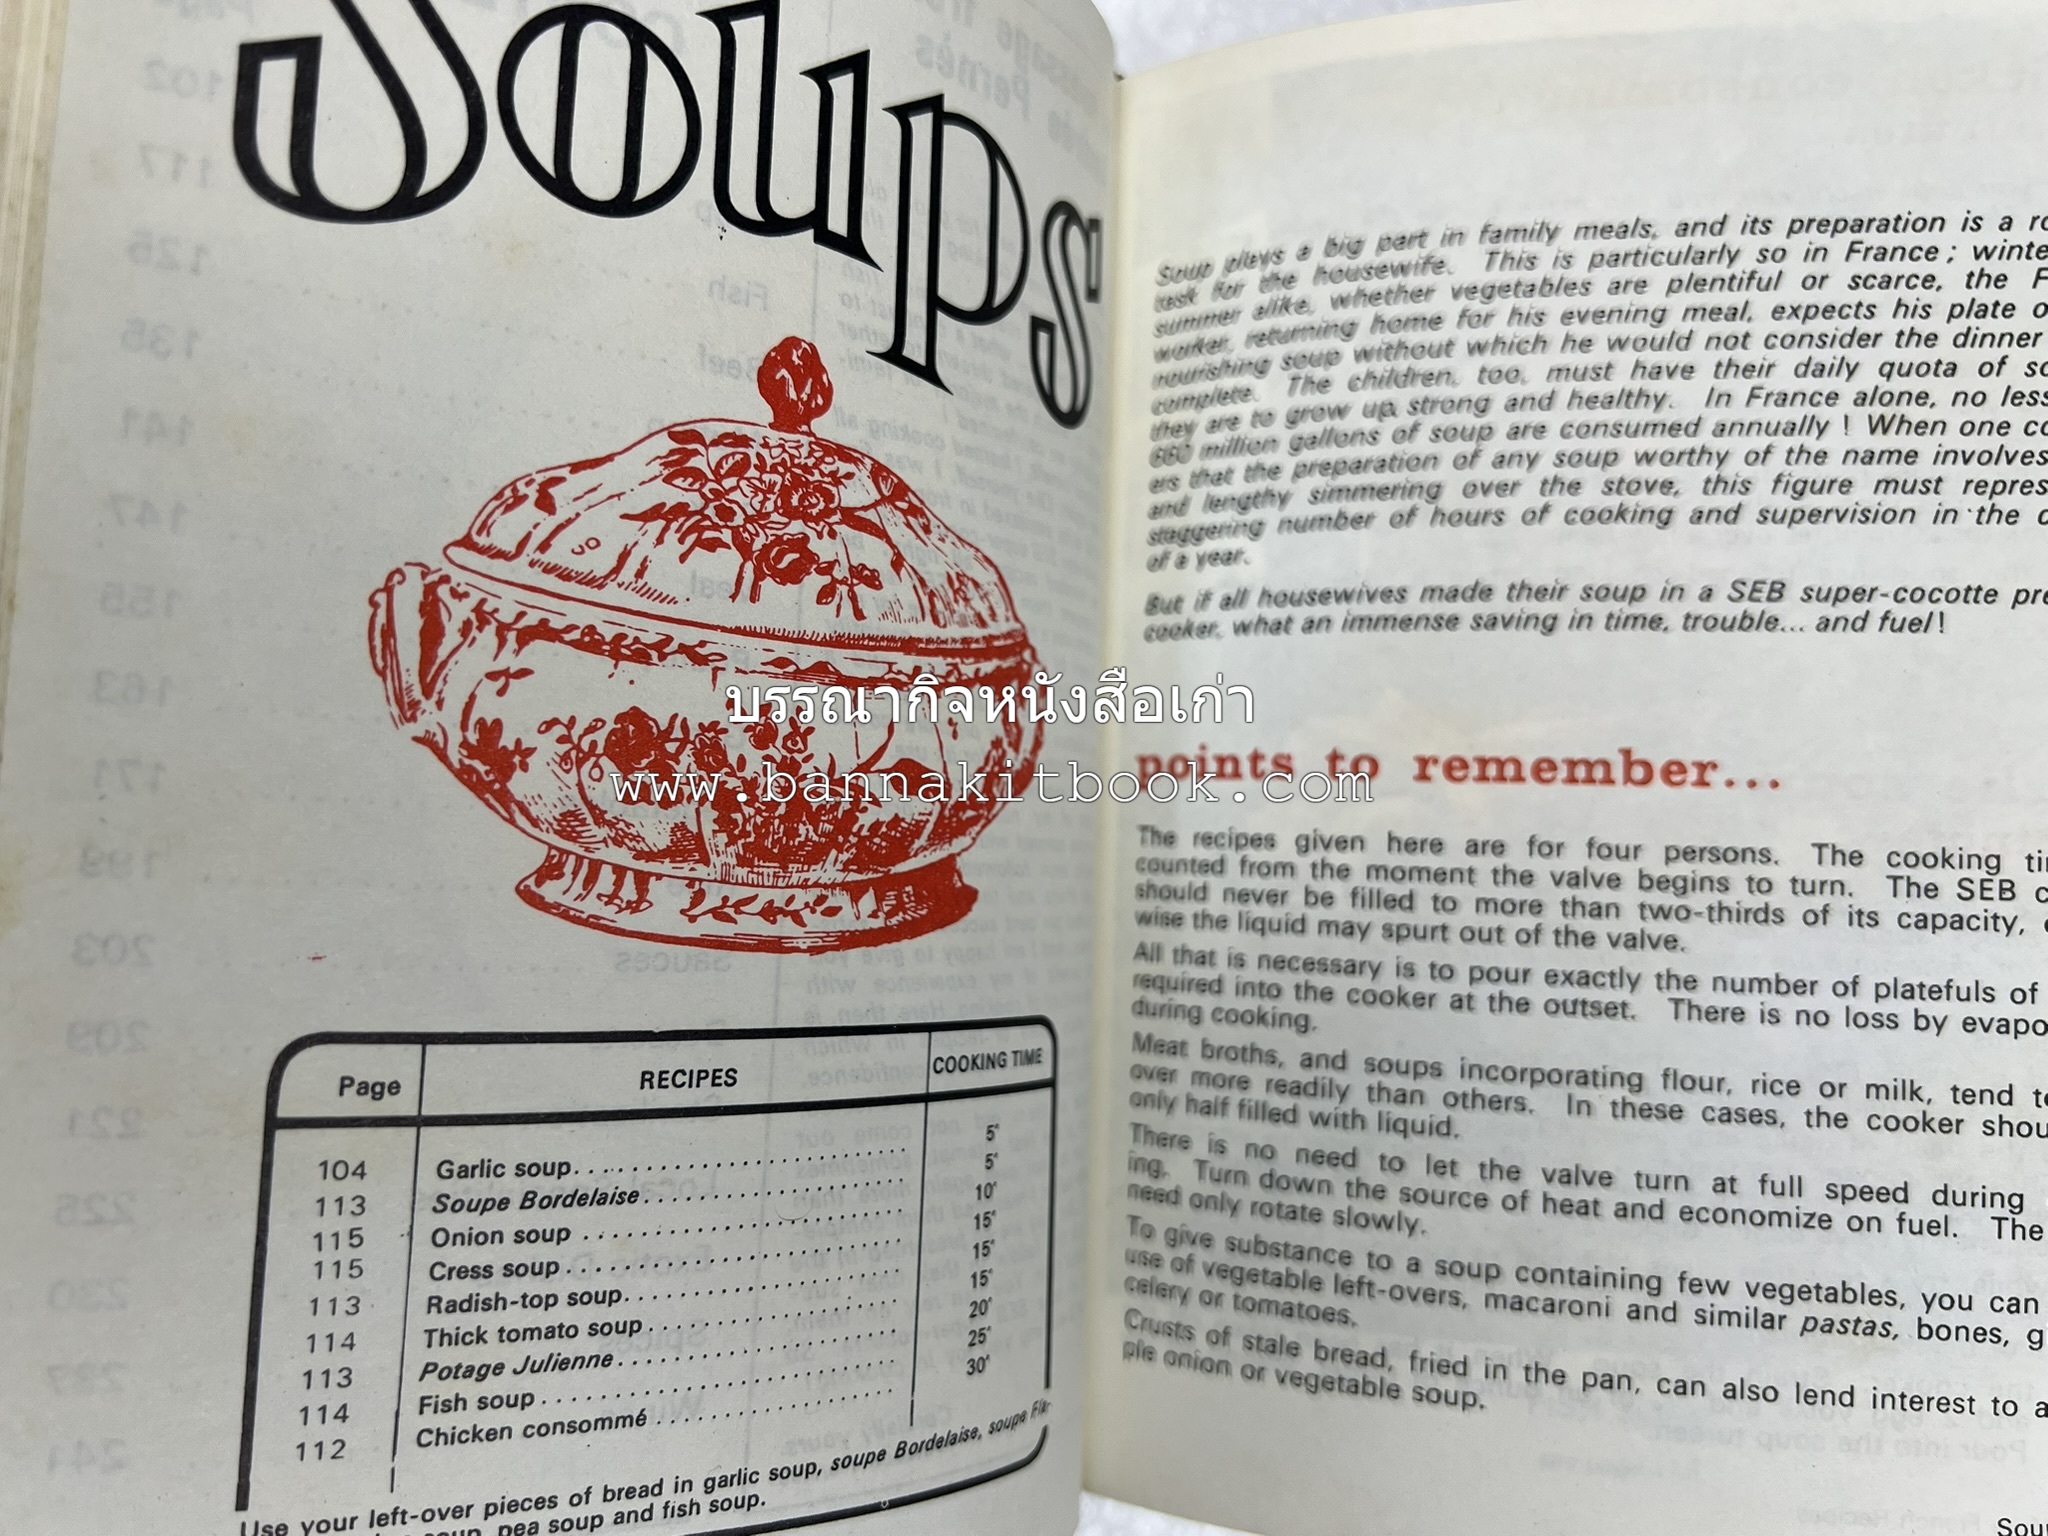 Soups
Page RECIPES COOKING TIME
104 Garlic soup 5'
113 Soupe Bordelaise 5'
115 Onion soup 10'
115 Cress soup 15'
113 Radish-top soup 15'
114 Thick tomato soup 15'
113 Potage Julienne 20'
114 Fish soup 25'
112 Chicken consommé 30'
Use your left-over pieces of bread in garlic soup, soupe Bordelaise, soupe
soup, pea soup and fish soup.
Soup plays a big part in family meals, and its preparation is a
task for the housewife. This is particularly so in France; winte
summer alike, whether vegetables are plentiful or scarce, the F
worker, returning home for his evening meal, expects his plate o
nourishing soup without which he would not consider the dinner
complete. The children, too, must have their daily quota of so
they are to grow up strong and healthy. In France alone, no less
660 million gallons of soup are consumed annually! When one co
ers that the preparation of any soup worthy of the name involves
and lengthy simmering over the stove, this figure must repres
staggering number of hours of cooking and supervision in the c
of a year.
But if all housewives made their soup in a SEB super-cocotte pre
cooker, what an immense saving in time, trouble... and fuel!
บรรณากิจหนังสือเก่า
points to remember...
www.bannakitbook.com
The recipes given here are for four persons. The cooking ti
counted from the moment the valve begins to turn. The SEB c
should never be filled to more than two-thirds of its capacity,
wise the liquid may spurt out of the valve.
All that is necessary is to pour exactly the number of platefuls of
required into the cooker at the outset. There is no loss by evapo
during cooking.
Meat broths, and soups incorporating flour, rice or milk, tend t
over more readily than others. In these cases, the cooker shou
only half filled with liquid.
There is no need to let the valve turn at full speed during
ing. Turn down the source of heat and economize on fuel. The
need only rotate slowly.
To give substance to a soup containing few vegetables, you can
use of vegetable left-overs, macaroni and similar pastas, bones, g
celery or tomatoes.
Crusts of stale bread, fried in the pan, can also lend interest to a
ple onion or vegetable soup.
Sou